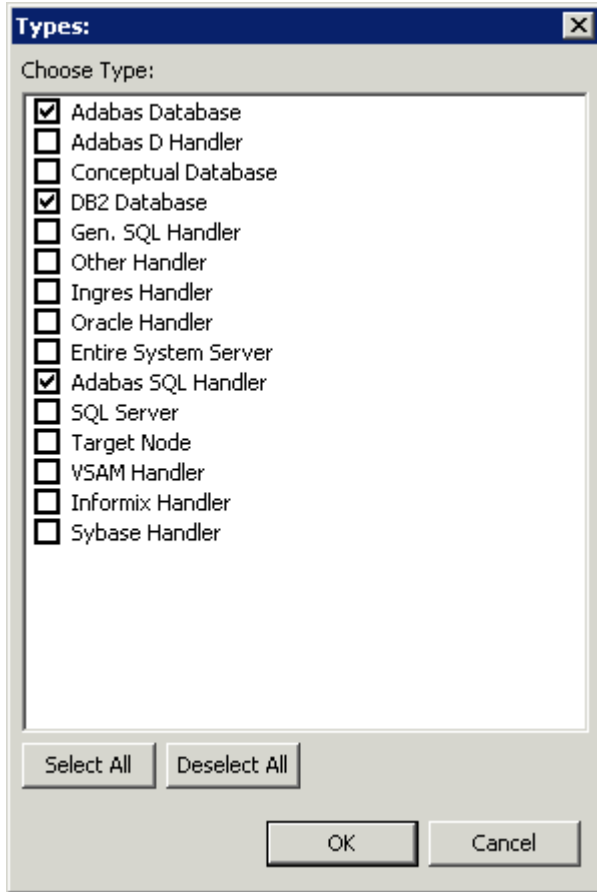 Types:
Choose Type:
Adabas Database
Adabas D Handler
Conceptual Database
DB2 Database
Gen. SQL Handler
Other Handler
Ingres Handler
Oracle Handler
Entire System Server
Adabas SQL Handler
SQL Server
Target Node
VSAM Handler
Informix Handler
Sybase Handler
Select All Deselect All
OK Cancel